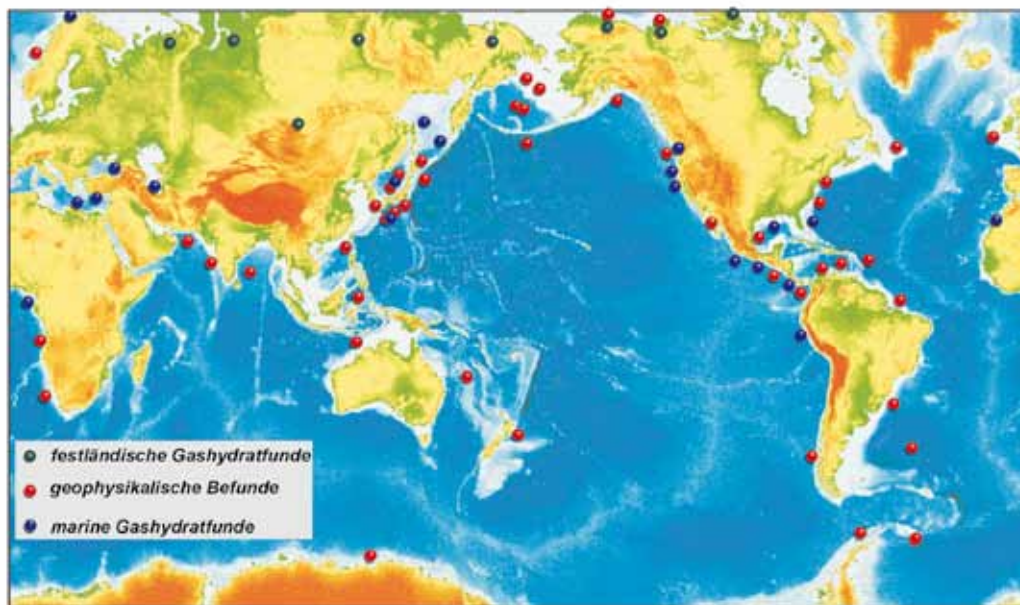 festländische Gashydratfunde
geophysikalische Befunde
marine Gashydratfunde